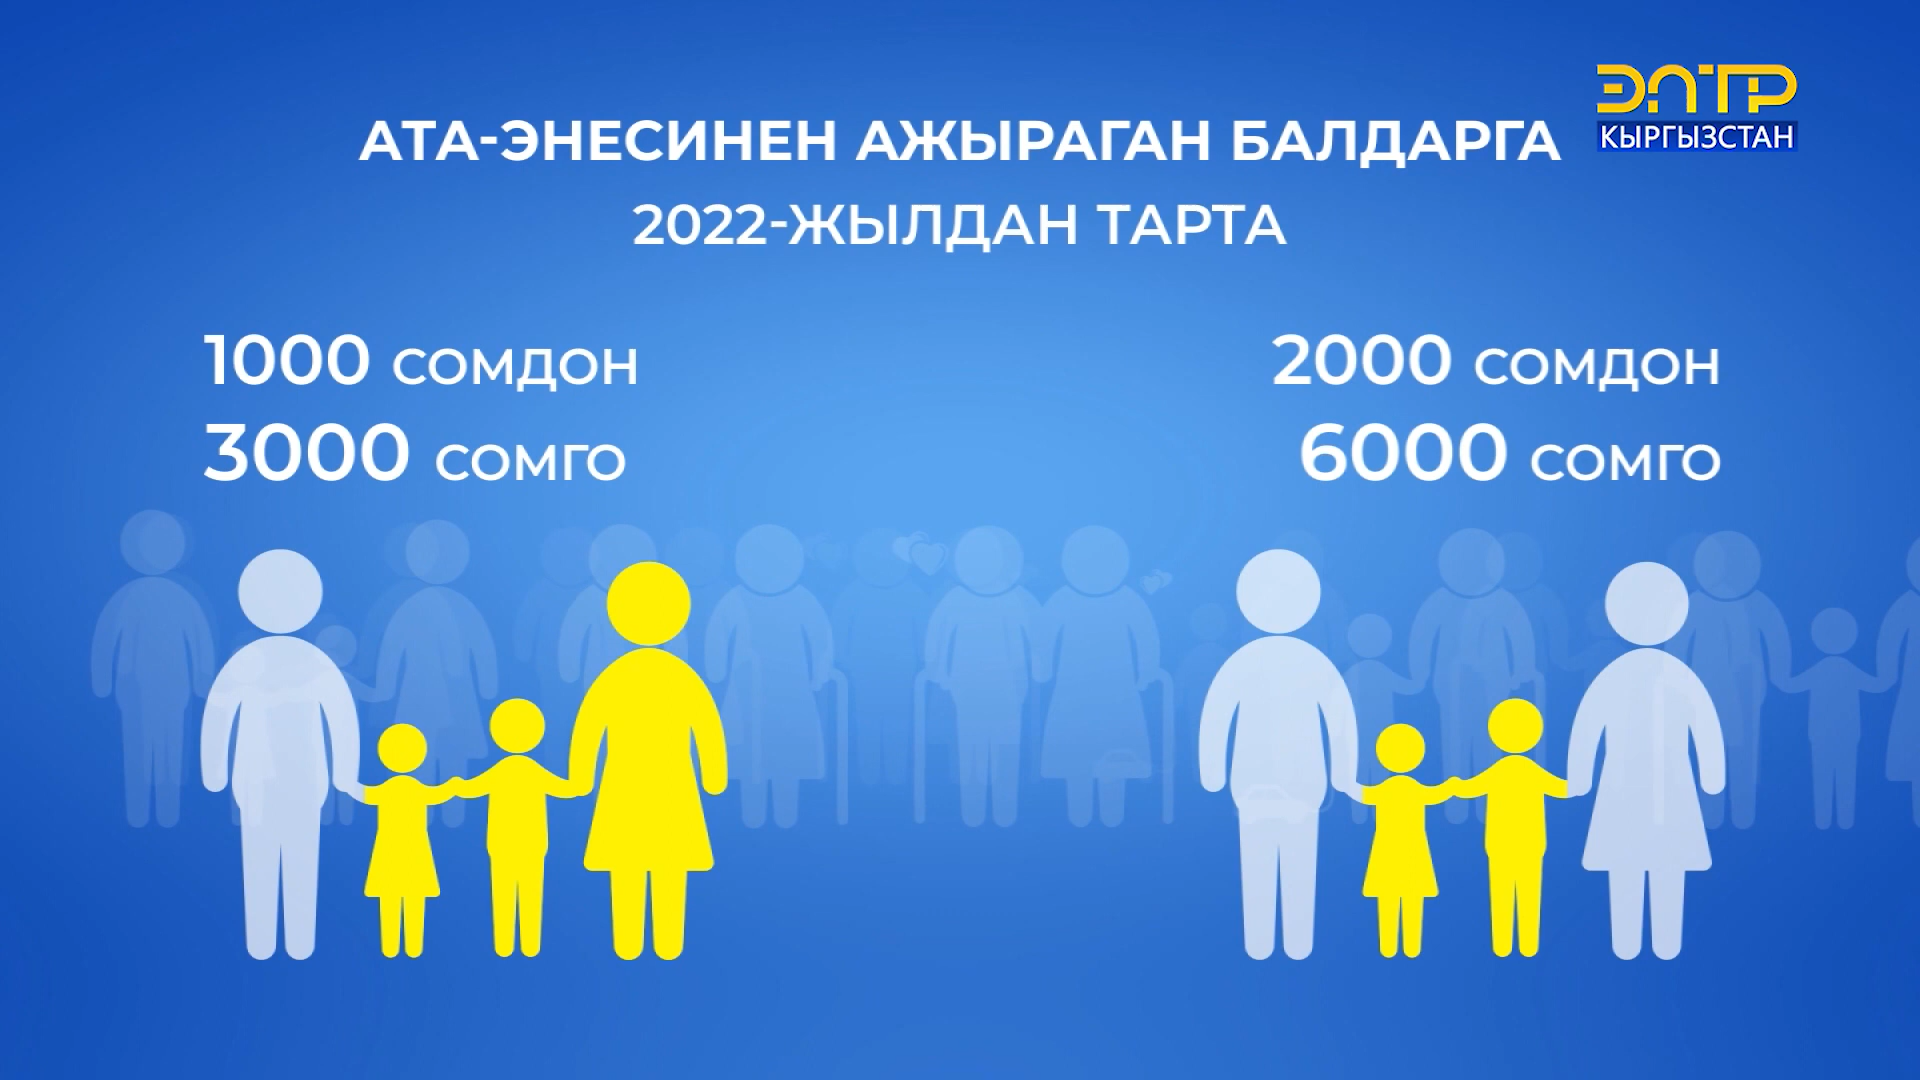 ЭЛТР
КЫРГЫЗСТАН
АТА-ЭНЕСИНЕН АЖЫРАГАН БАЛДАРГА
2022-ЖЫЛДАН ТАРТА
1000 СОМДОН
3000 СОМГО
2000 СОМДОН
6000 СОМГО